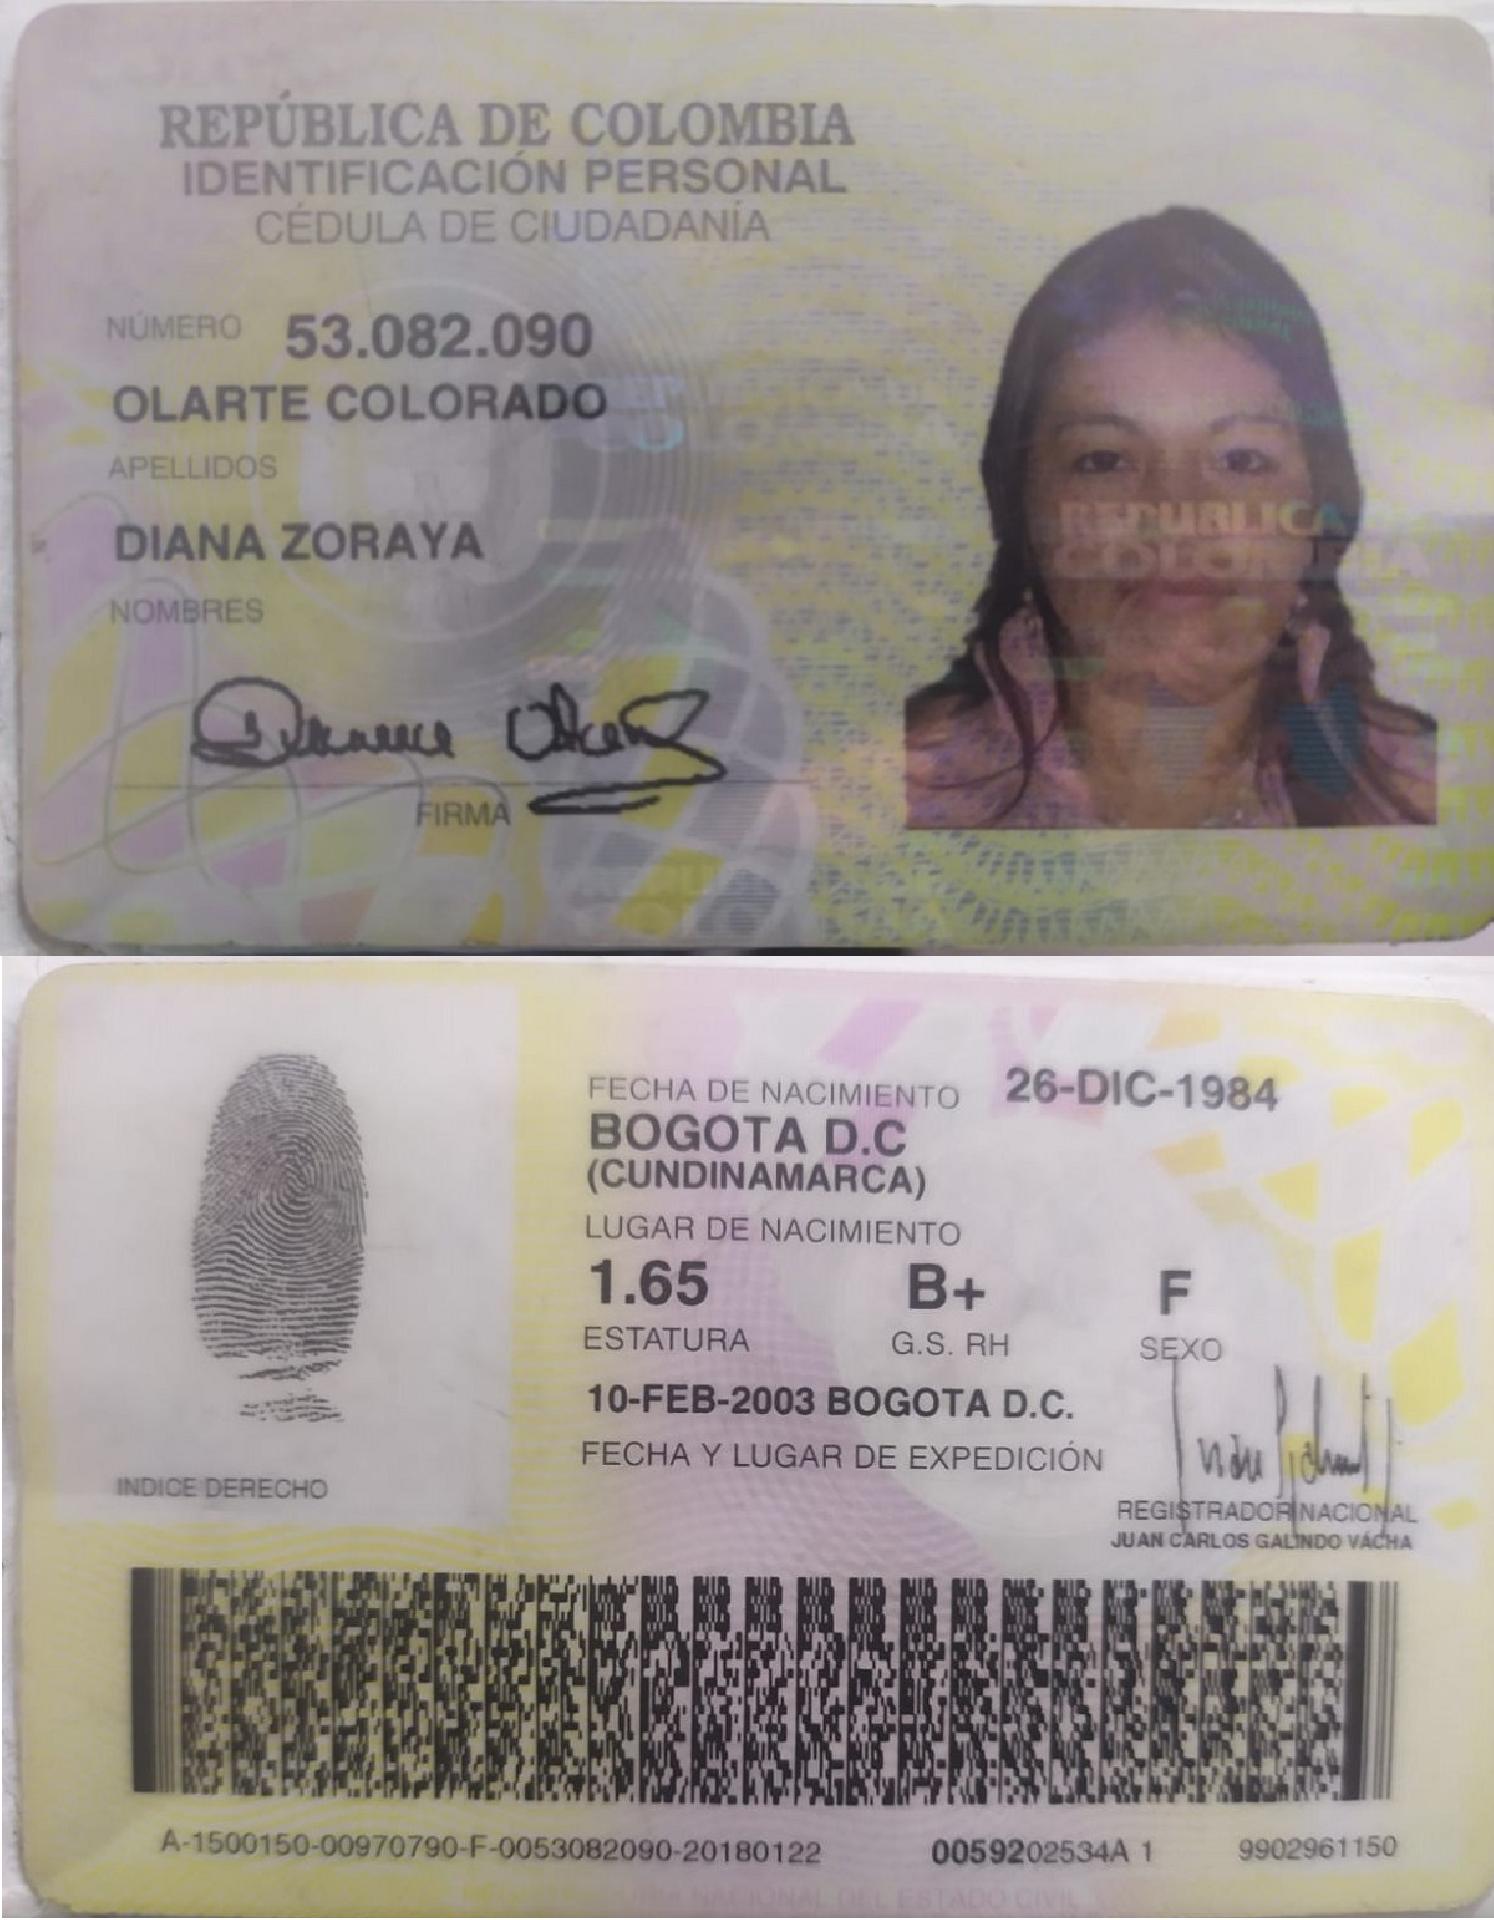 REPÚBLICA DE COLOMBIA
IDENTIFICACIÓN PERSONAL
CÉDULA DE CIUDADANÍA
NÚMERO 53.082.090
OLARTE COLORADO
APELLIDOS
DIANA ZORAYA
NOMBRES
FIRMA
REPUBLICA
COLOMBIA
FECHA DE NACIMIENTO 26-DIC-1984
BOGOTA D.C
(CUNDINAMARCA)
LUGAR DE NACIMIENTO
1.65 B+ F
ESTATURA G.S. RH SEXO
10-FEB-2003 BOGOTA D.C.
FECHA Y LUGAR DE EXPEDICIÓN
INDICE DERECHO
REGISTRADOR NACIONAL
JUAN CARLOS GALINDO VÁCHA
A-1500150-00970790-F-0053082090-20180122 0059202534A 1 9902961150
NACIONAL DEL ESTADO CIVIL